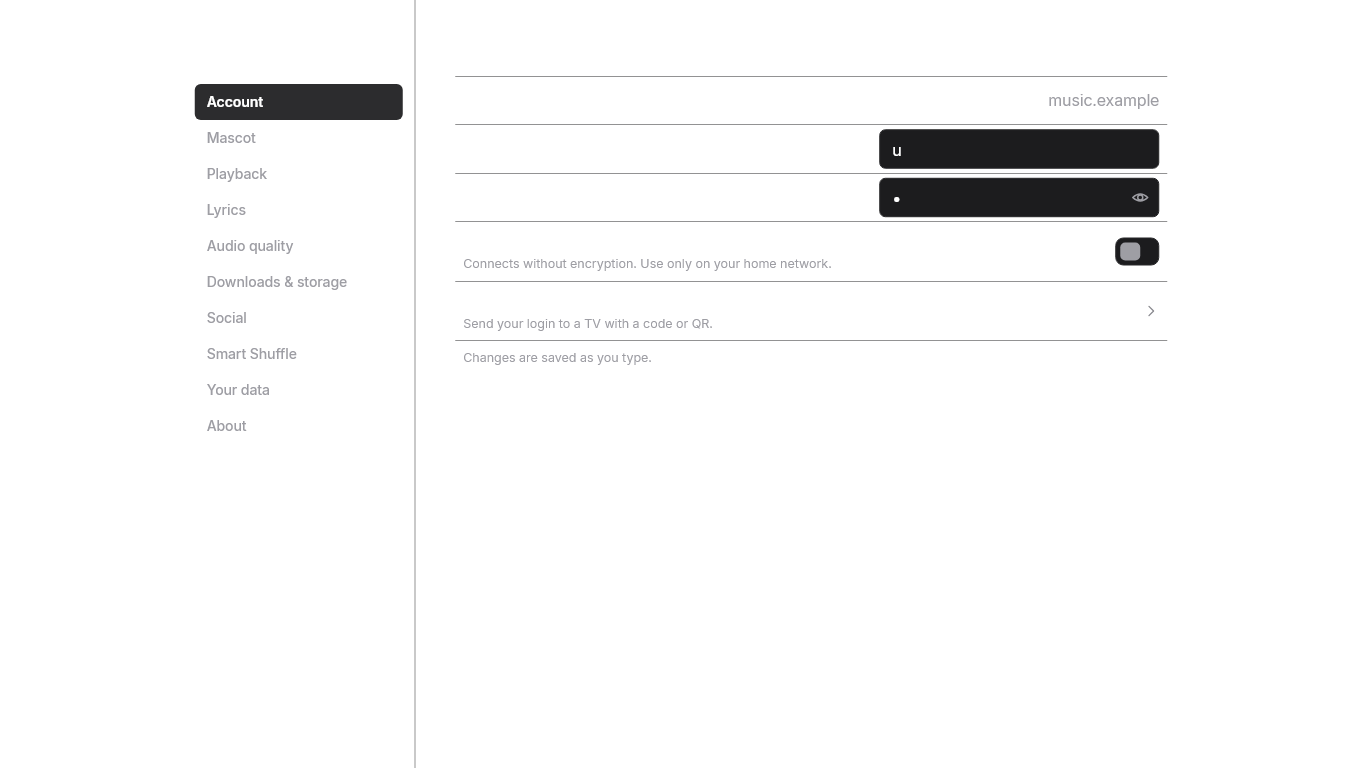 Account
Mascot
Playback
Lyrics
Audio quality
Downloads & storage
Social
Smart Shuffle
Your data
About
music.example
u
•
Connects without encryption. Use only on your home network.
Send your login to a TV with a code or QR.
Changes are saved as you type.